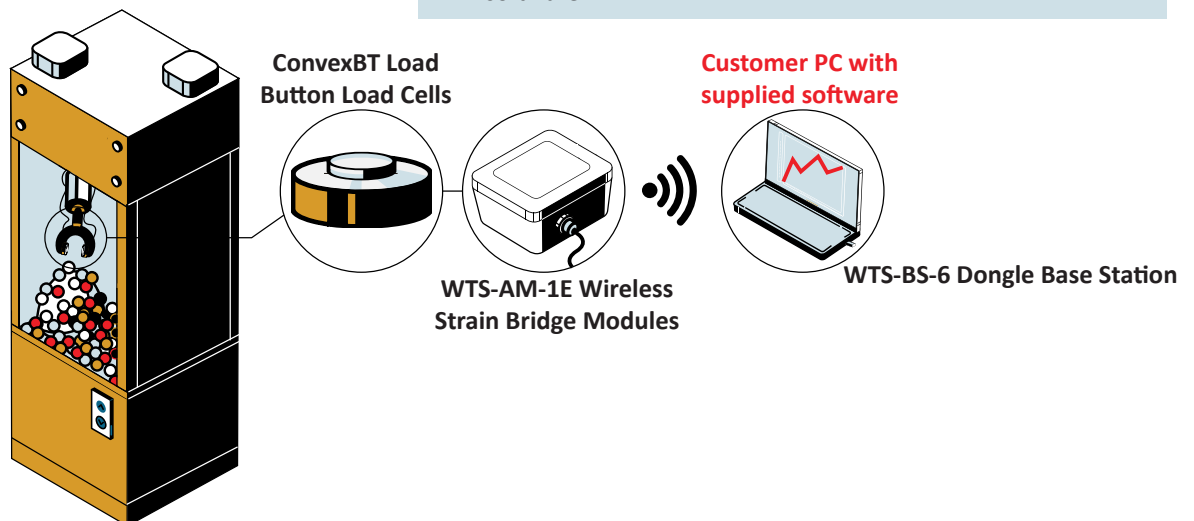 ConvexBT Load
Button Load Cells
Customer PC with
supplied software
WTS-AM-1E Wireless
Strain Bridge Modules
WTS-BS-6 Dongle Base Station